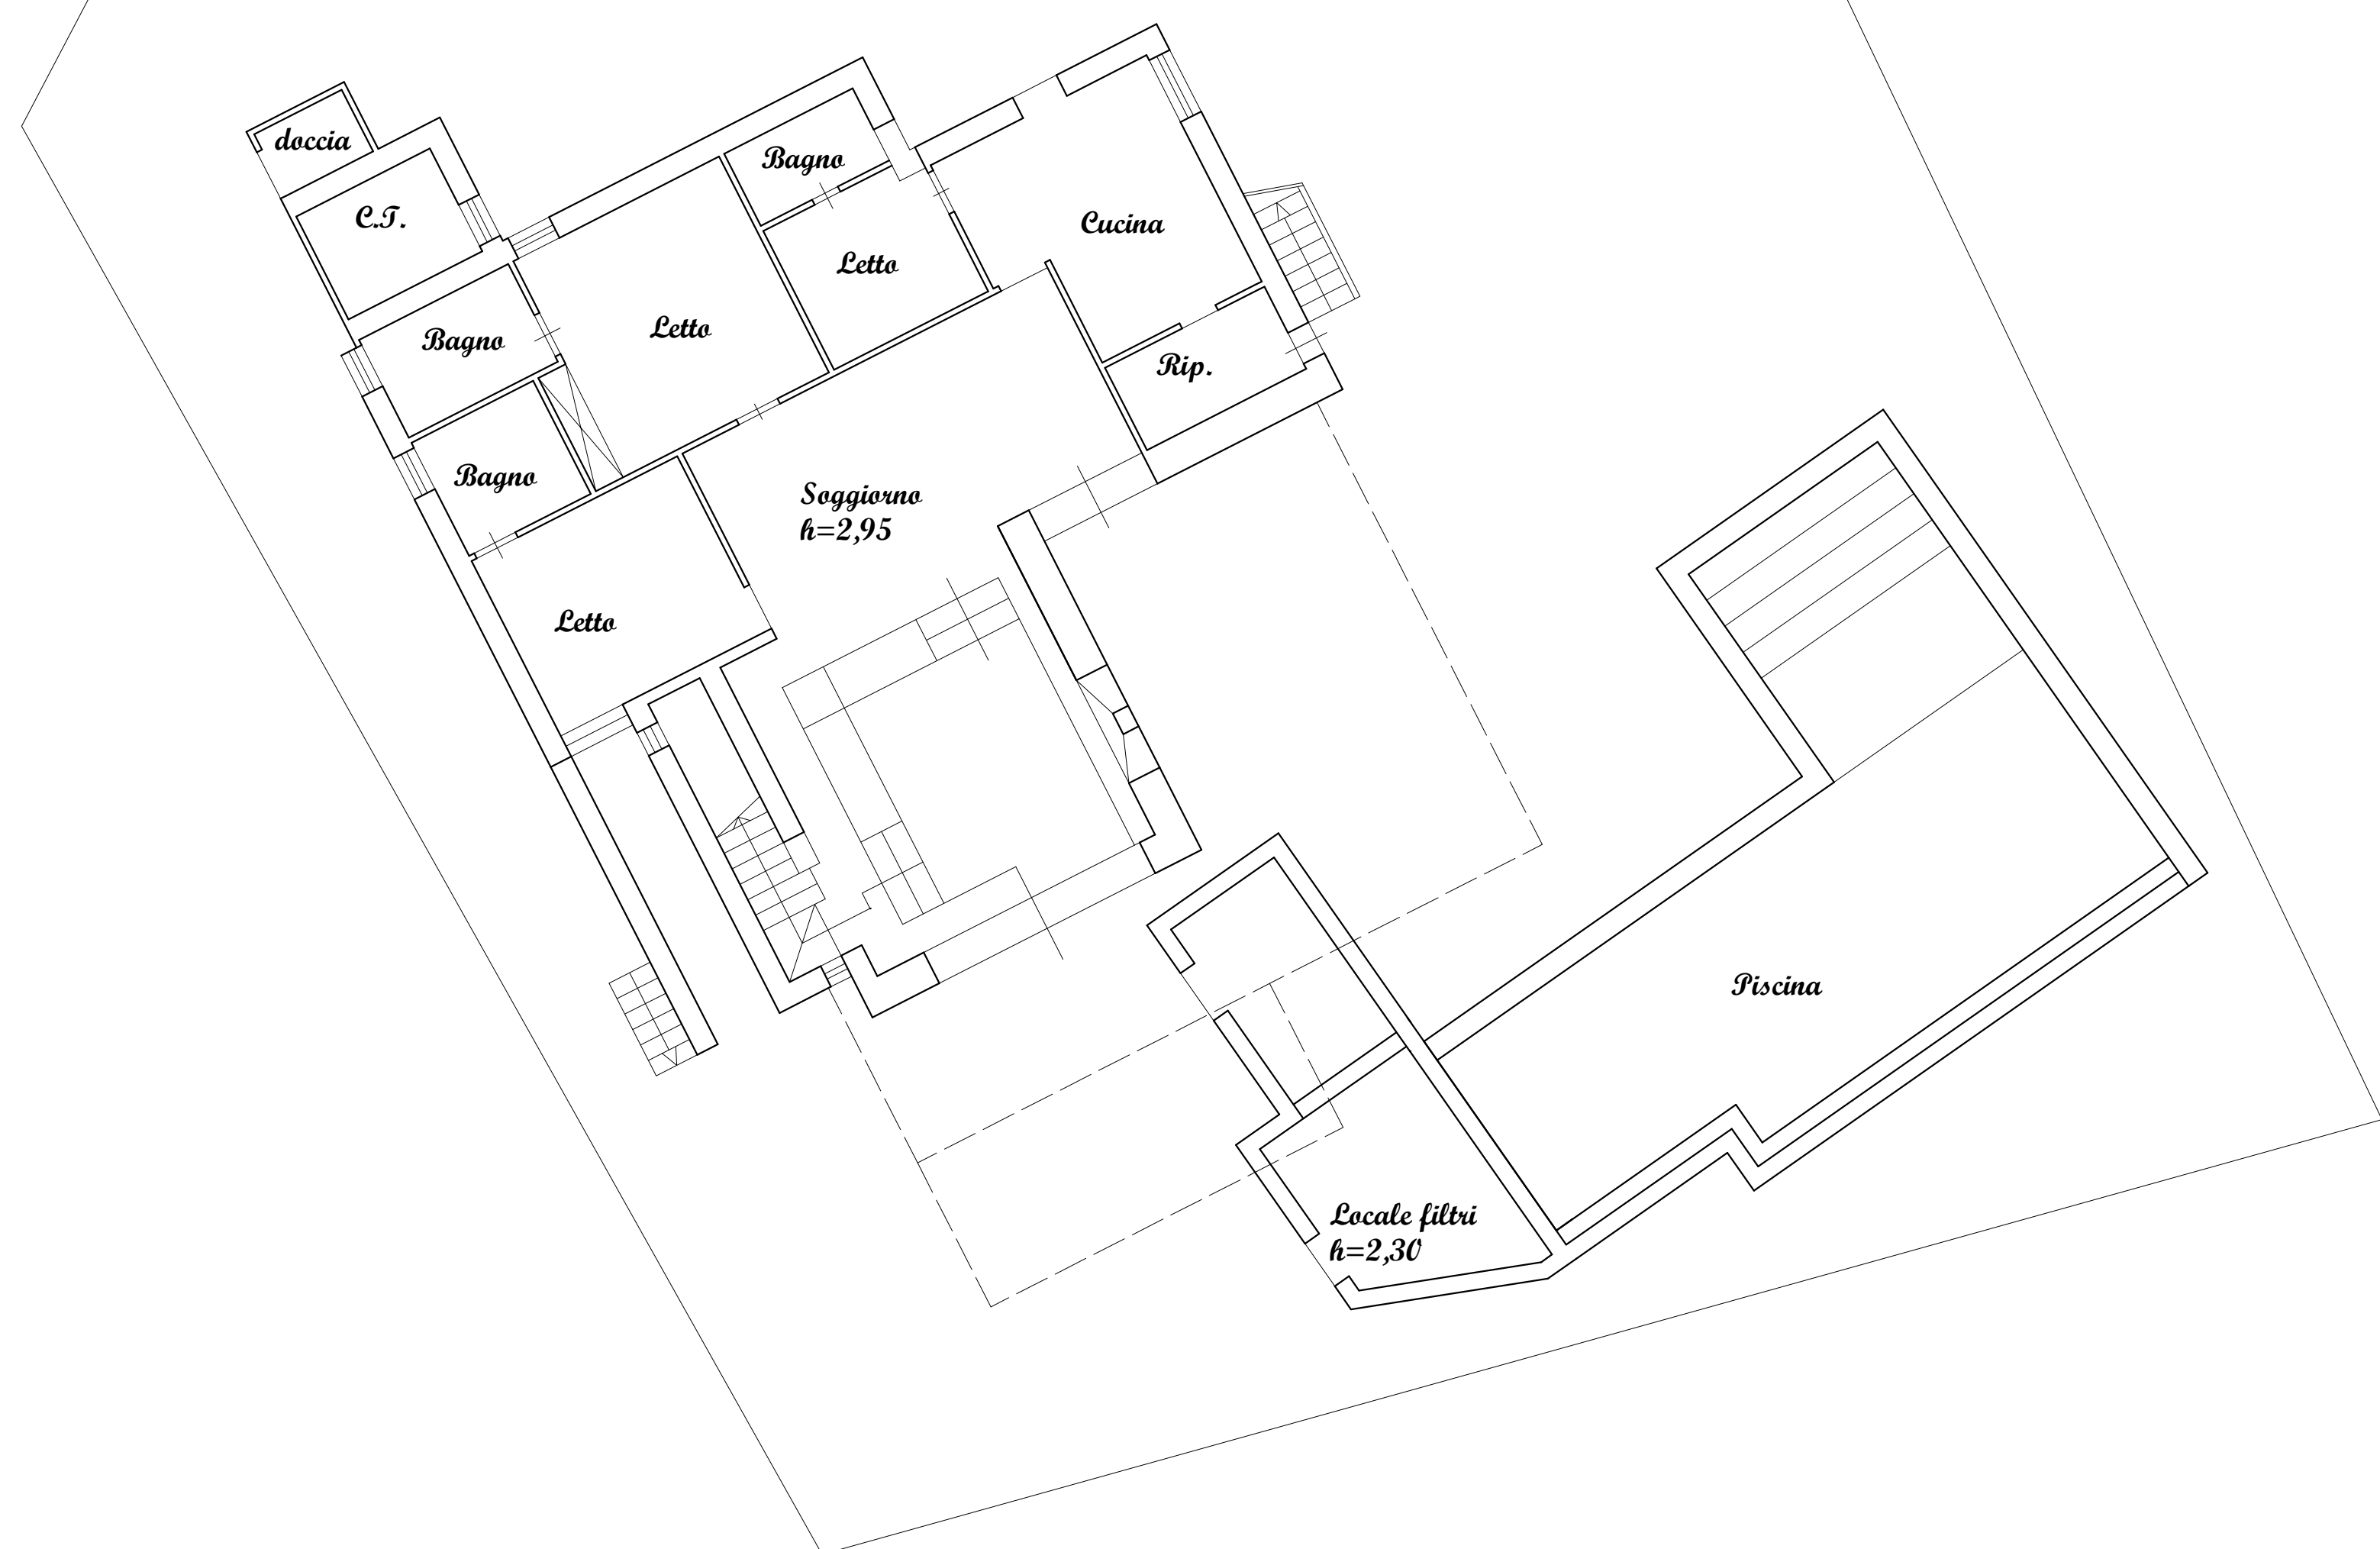 doccia
Bagno
C.T.
Cucina
Letto
Letto
Bagno
Rip.
Bagno
Soggiorno
h=2,95
Letto
Piscina
Locale filtri
h=2,30